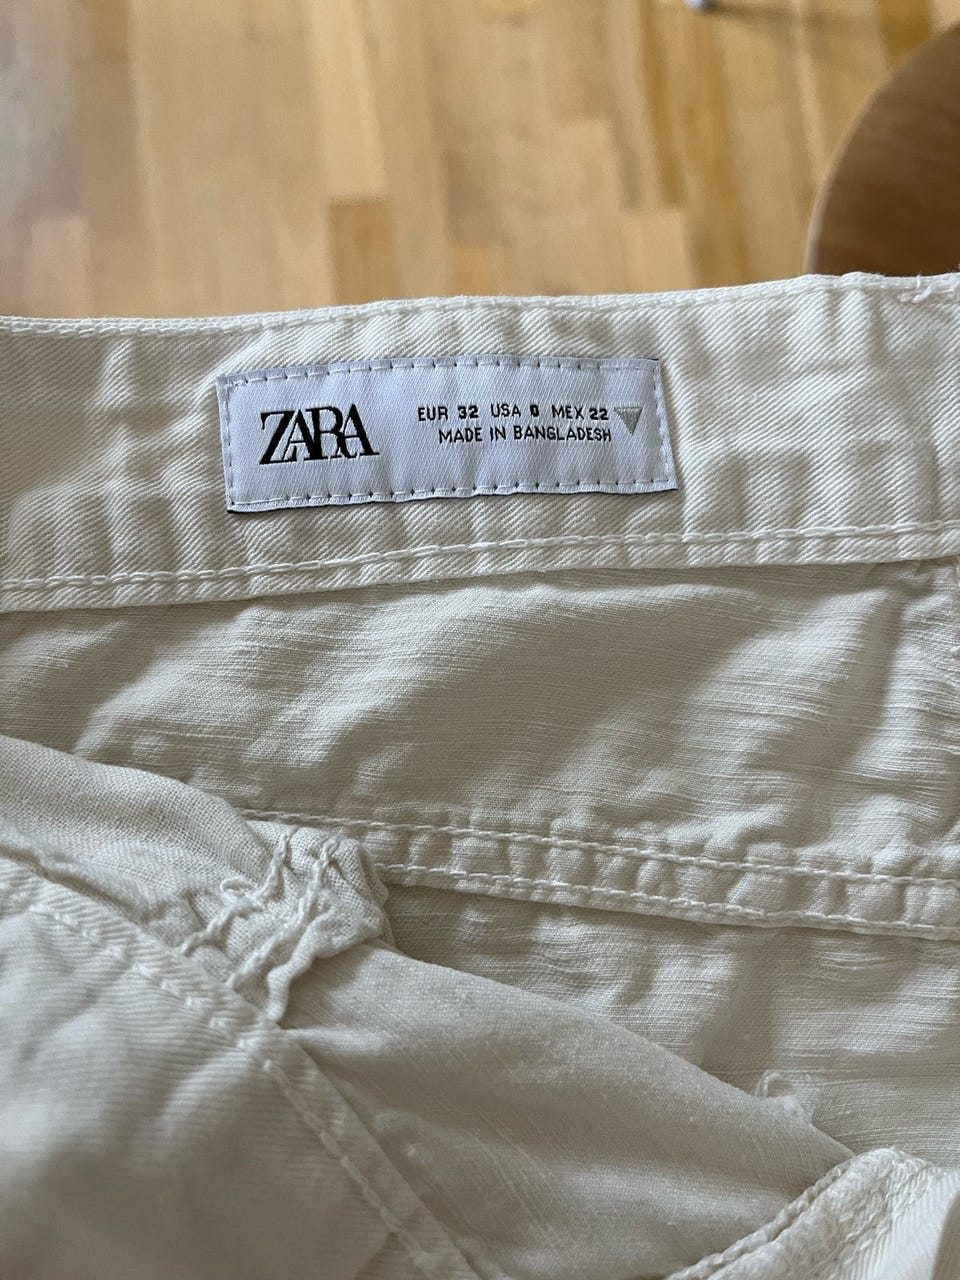 ZARA
EUR 32 USA 0 MEX 22
MADE IN BANGLADESH